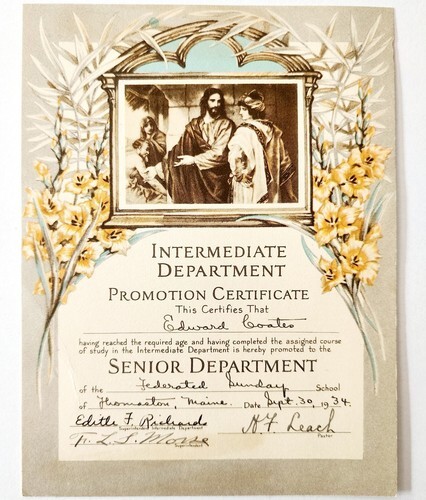 INTERMEDIATE
DEPARTMENT
PROMOTION CERTIFICATE
This Certifies That
Edward Coates
having reached the required age and having completed the assigned course
of study in the Intermediate Department is hereby promoted to the
SENIOR DEPARTMENT
of the Federated Sunday School
of Thomaston, Maine. Date Sept. 30, 1934.
Edith F. Richards H. F. Leach
Superintendent Intermediate Department Pastor
L. S. Morse
Superintendent